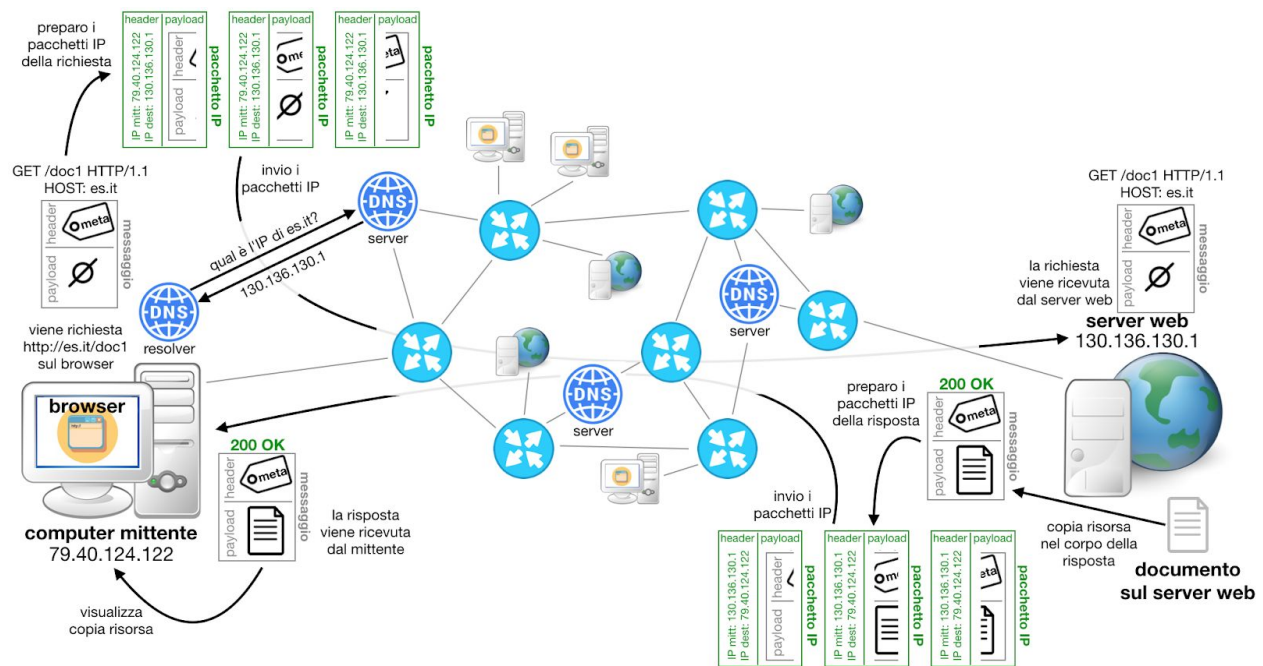 preparo i
pacchetti IP
della richiesta
header payload
IP mitt: 79.40.124.122
IP dest: 130.136.130.1
payload header
pacchetto IP
header payload
IP mitt: 79.40.124.122
IP dest: 130.136.130.1
meta
pacchetto IP
header payload
IP mitt: 79.40.124.122
IP dest: 130.136.130.1
meta
pacchetto IP
invio i
pacchetti IP
GET /doc1 HTTP/1.1
HOST: es.it
header
meta
payload
messaggio
qual è l'IP di es.it?
130.136.130.1
DNS
server
DNS
resolver
viene richiesta
http://es.it/doc1
sul browser
browser
computer mittente
79.40.124.122
200 OK
header
meta
payload
messaggio
la risposta
viene ricevuta
dal mittente
visualizza
copia risorsa
DNS
server
DNS
server
GET /doc1 HTTP/1.1
HOST: es.it
header
meta
payload
messaggio
la richiesta
viene ricevuta
dal server web
server web
130.136.130.1
preparo i
pacchetti IP
della risposta
200 OK
header
meta
payload
messaggio
copia risorsa
nel corpo della
risposta
documento
sul server web
invio i
pacchetti IP
header payload
IP mitt: 130.136.130.1
IP dest: 79.40.124.122
payload header
pacchetto IP
header payload
IP mitt: 130.136.130.1
IP dest: 79.40.124.122
pacchetto IP
header payload
IP mitt: 130.136.130.1
IP dest: 79.40.124.122
eta
pacchetto IP